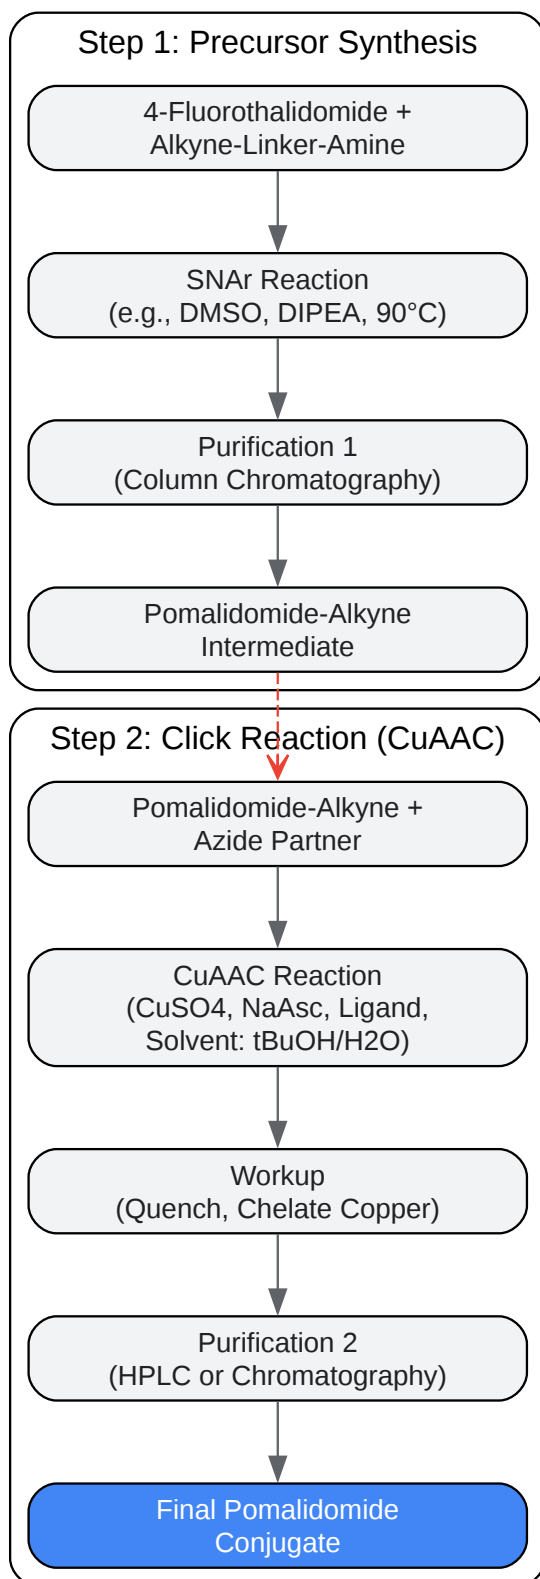 Step 1: Precursor Synthesis
4-Fluorothalidomide +
Alkyne-Linker-Amine
SNAr Reaction
(e.g., DMSO, DIPEA, 90°C)
Purification 1
(Column Chromatography)
Pomalidomide-Alkyne
Intermediate
Step 2: Click Reaction (CuAAC)
Pomalidomide-Alkyne +
Azide Partner
CuAAC Reaction
(CuSO4, NaAsc, Ligand,
Solvent: tBuOH/H2O)
Workup
(Quench, Chelate Copper)
Purification 2
(HPLC or Chromatography)
Final Pomalidomide
Conjugate